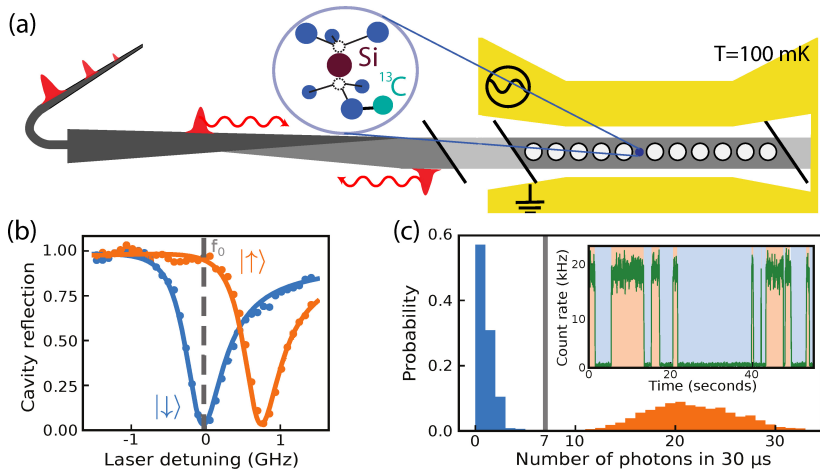 (a)
Si
13C
T=100 mK
(b)
f0
|↑⟩
|↓⟩
1.00
0.75
0.50
0.25
0.00
Cavity reflection
-1 0 1
Laser detuning (GHz)
(c)
0.6
0.4
0.2
0.0
Probability
0 7 10 20 30
Number of photons in 30 μs
20
10
0
Count rate (kHz)
0 40 80
Time (seconds)